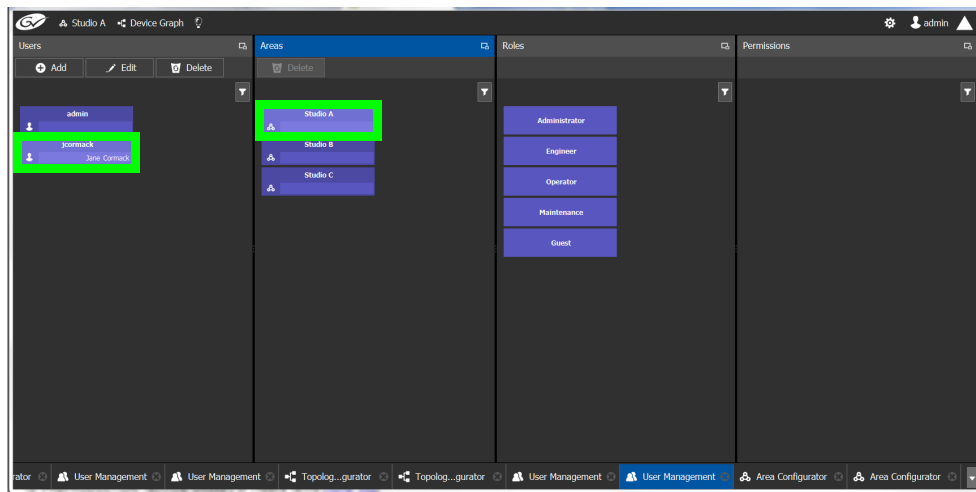 GV Studio A Device Graph admin
Users Areas Roles Permissions
Add Edit Delete Delete
admin
jcormack
Jane Cormack
Studio A
Studio B
Studio C
Administrator
Engineer
Operator
Maintenance
Guest
rator User Management User Management Topolog...gurator Topolog...gurator User Management User Management Area Configurator Area Configurator